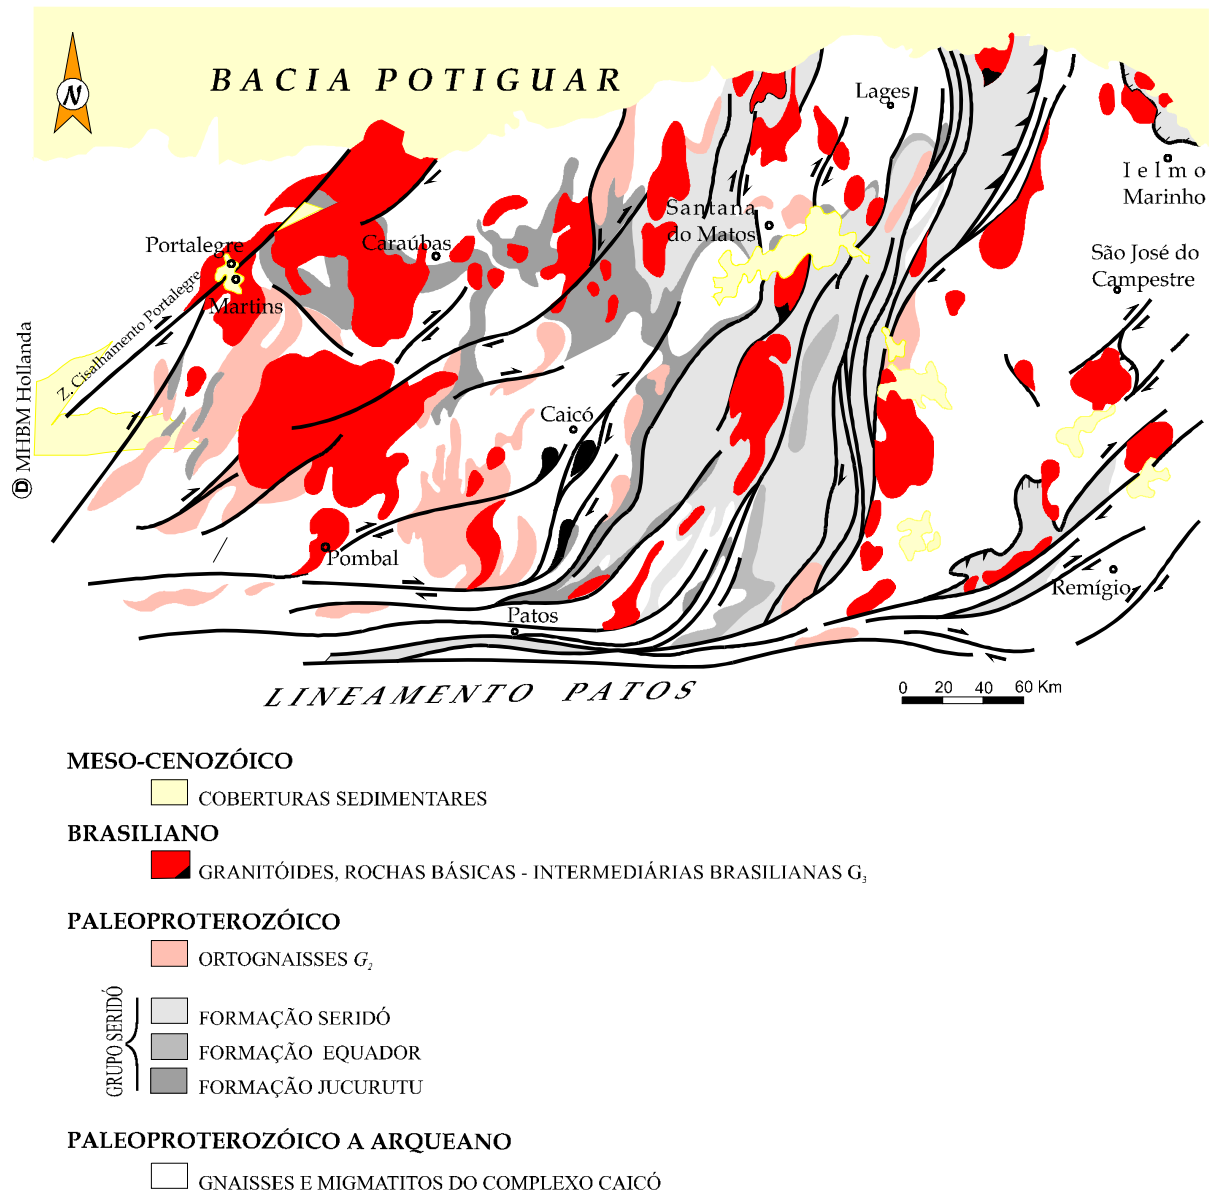 BACIA POTIGUAR
N
Lages
Ielmo
Marinho
Santana
do Matos
Portalegre
Caraúbas
São José do
Campestre
Martins
Z. Cisalhamento Portalegre
D MHBM Hollanda
Caicó
Pombal
Remígio
Patos
LINEAMENTO PATOS
0 20 40 60 Km
MESO-CENOZÓICO
COBERTURAS SEDIMENTARES
BRASILIANO
GRANITÓIDES, ROCHAS BÁSICAS - INTERMEDIÁRIAS BRASILIANAS G3
PALEOPROTEROZÓICO
ORTOGNAISSES G2
GRUPO SERIDÓ
FORMAÇÃO SERIDÓ
FORMAÇÃO EQUADOR
FORMAÇÃO JUCURUTU
PALEOPROTEROZÓICO A ARQUEANO
GNAISSES E MIGMATITOS DO COMPLEXO CAICÓ